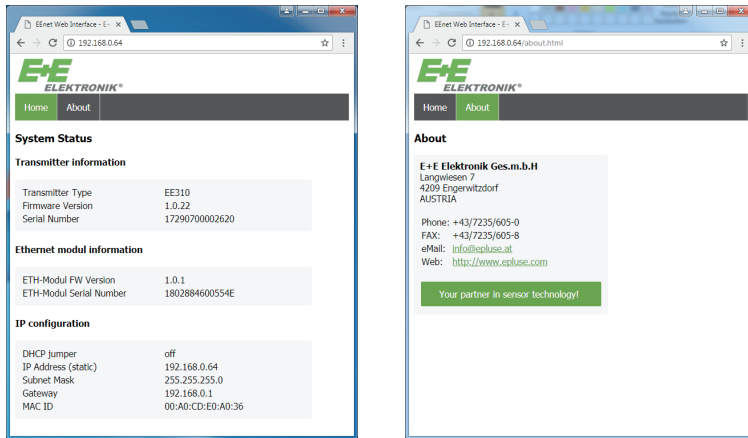 EEnet Web Interface - E-
192.168.0.64
E+E
ELEKTRONIK®
Home About
System Status
Transmitter information
Transmitter Type EE310
Firmware Version 1.0.22
Serial Number 17290700002620
Ethernet modul information
ETH-Modul FW Version 1.0.1
ETH-Modul Serial Number 1802884600554E
IP configuration
DHCP jumper off
IP Address (static) 192.168.0.64
Subnet Mask 255.255.255.0
Gateway 192.168.0.1
MAC ID 00:A0:CD:E0:A0:36
EEnet Web Interface - E-
192.168.0.64/about.html
E+E
ELEKTRONIK®
Home About
About
E+E Elektronik Ges.m.b.H
Langwiesen 7
4209 Engerwitzdorf
AUSTRIA
Phone: +43/7235/605-0
FAX: +43/7235/605-8
eMail: info@epluse.at
Web: http://www.epluse.com
Your partner in sensor technology!